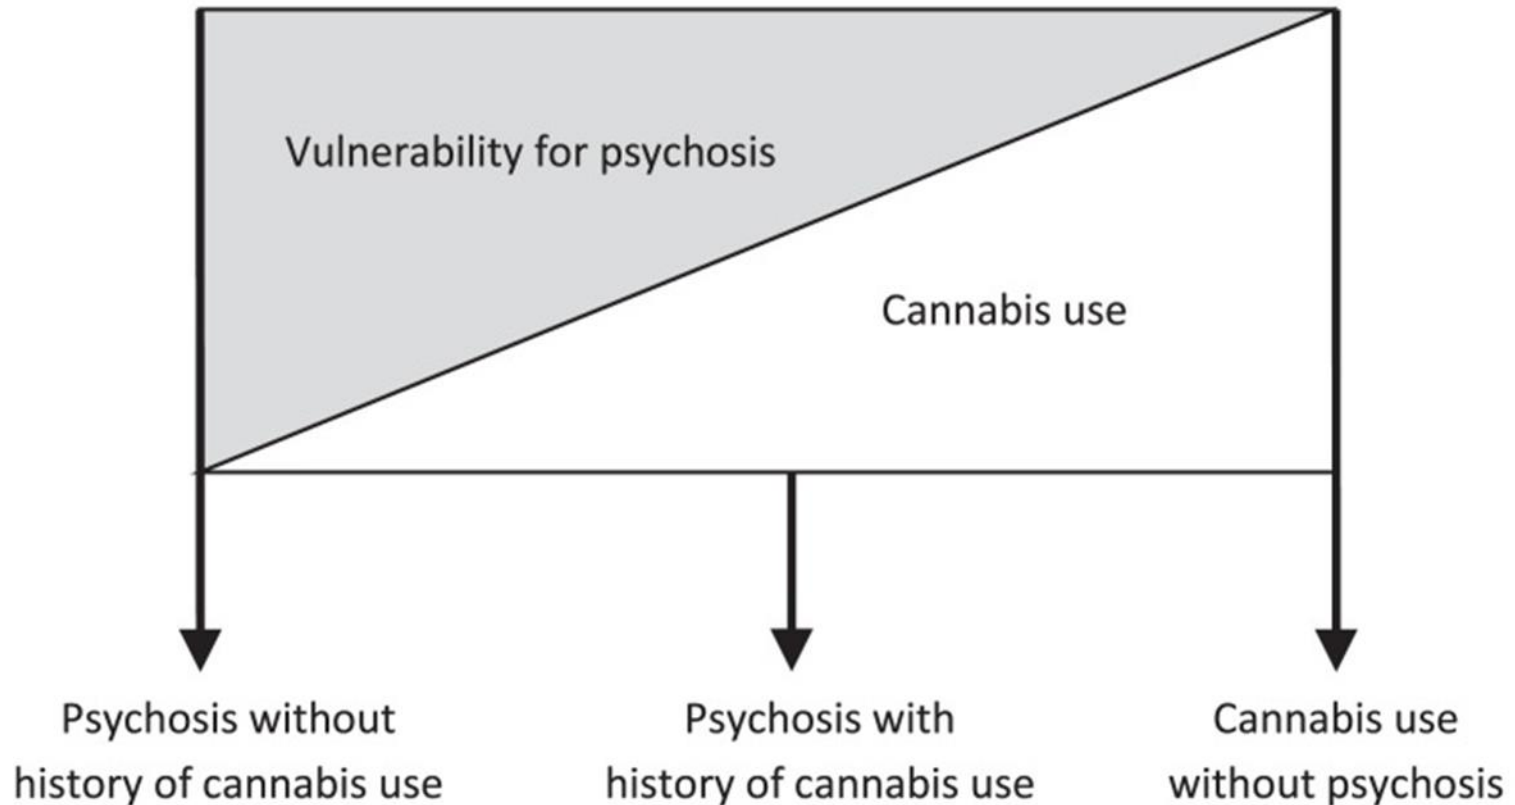 Vulnerability for psychosis
Cannabis use
Psychosis without
history of cannabis use
Psychosis with
history of cannabis use
Cannabis use
without psychosis